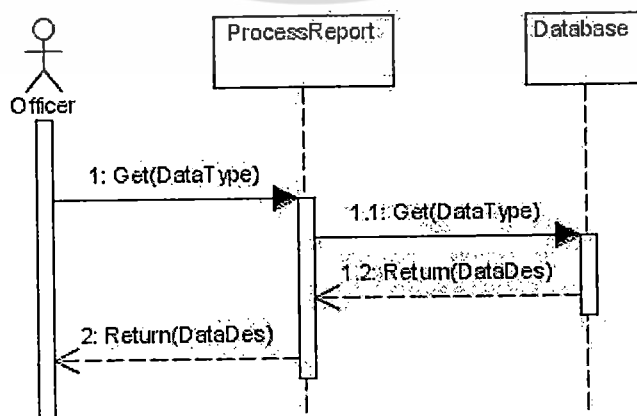 ProcessReport
Database
Officer
1: Get(DataType)
1.1: Get(DataType)
1.2: Return(DataDes)
2: Return(DataDes)